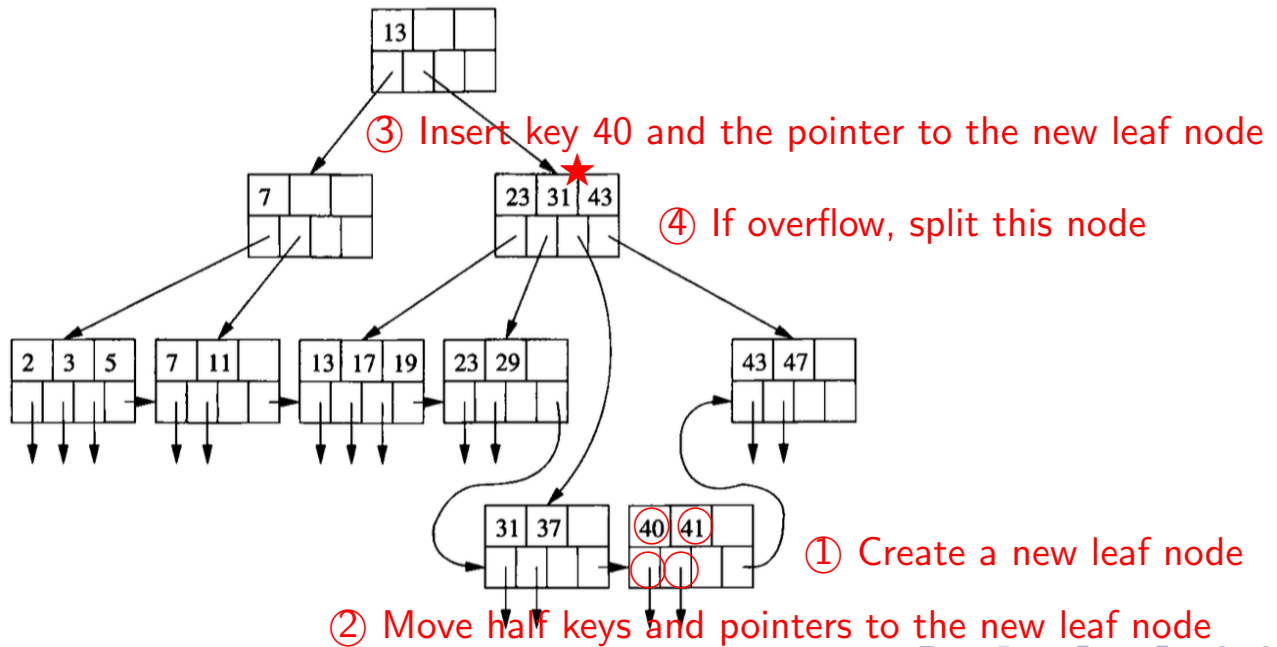 13
③ Insert key 40 and the pointer to the new leaf node
7
23 31 43
④ If overflow, split this node
2 3 5 7 11 13 17 19 23 29 43 47
31 37 40 41
① Create a new leaf node
② Move half keys and pointers to the new leaf node